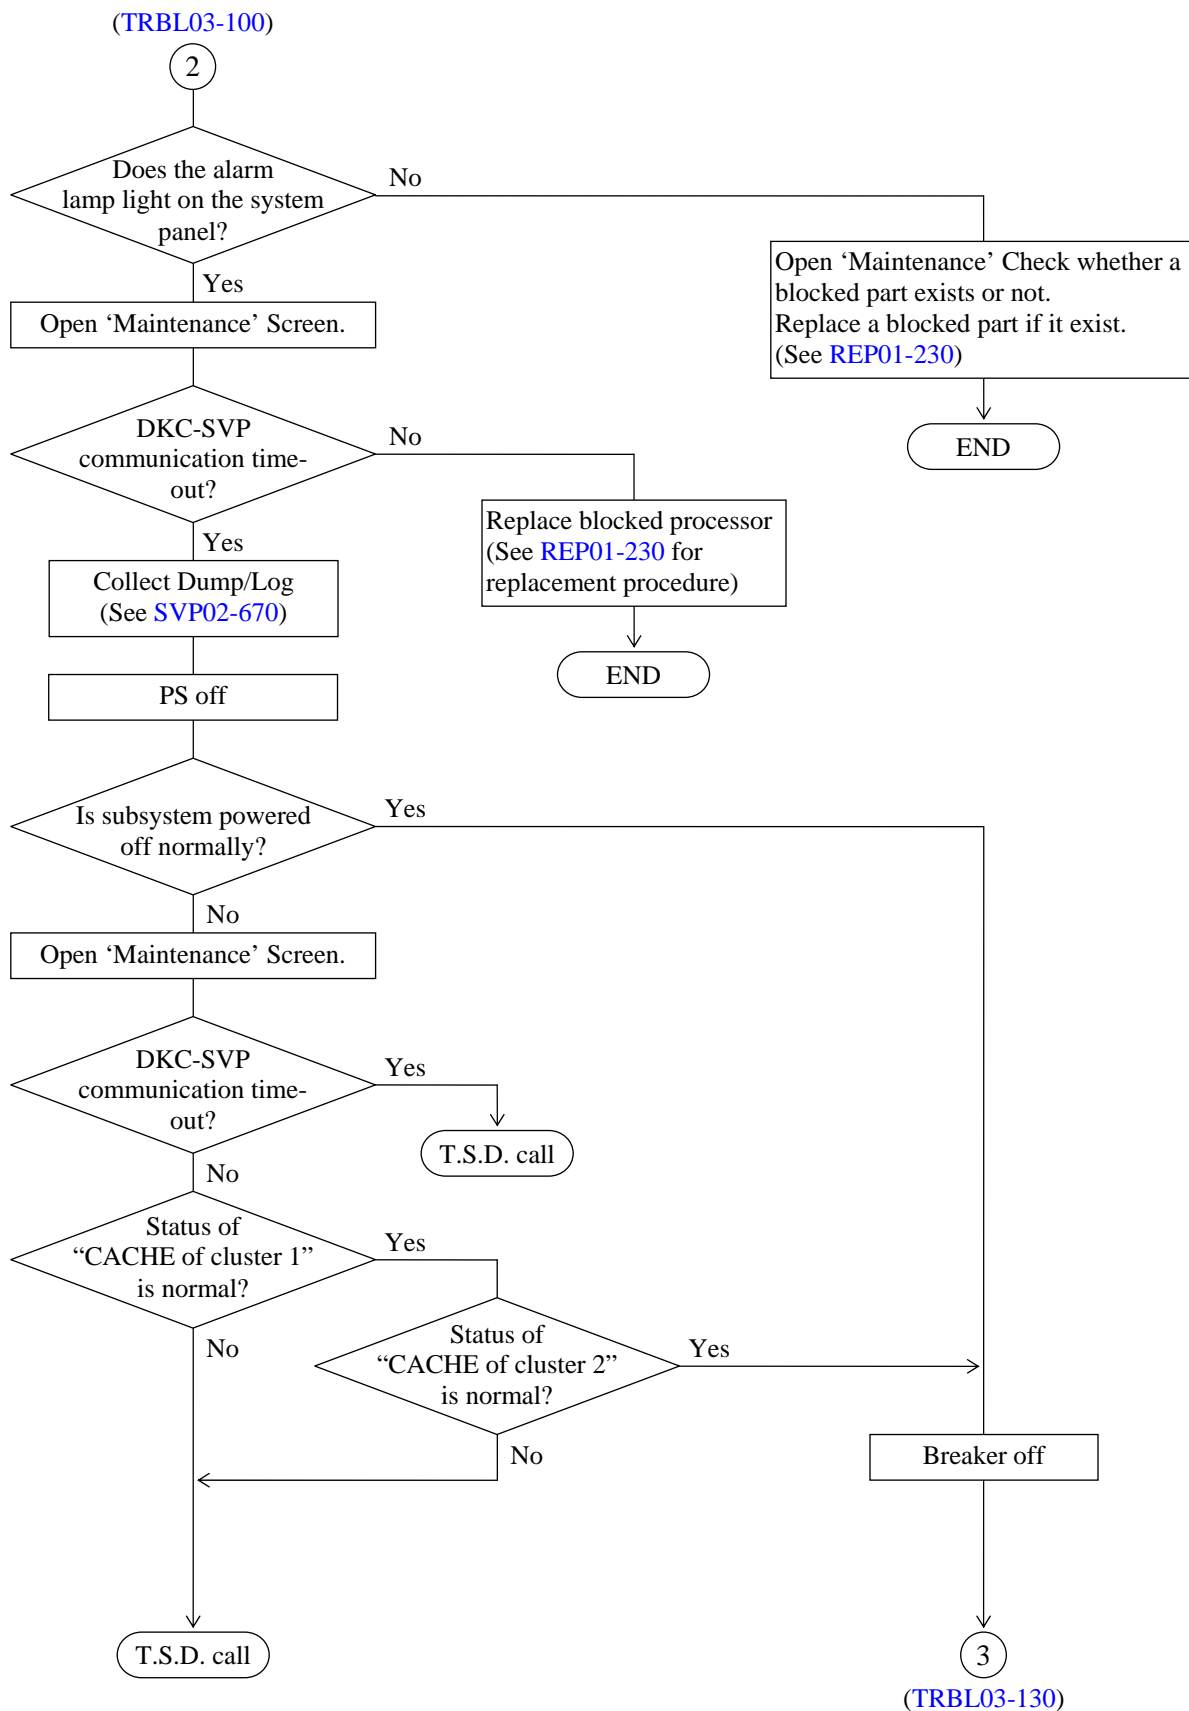 (TRBL03-100)
2
Does the alarm
lamp light on the system
panel?
No
Yes
Open ‘Maintenance’ Check whether a
blocked part exists or not.
Replace a blocked part if it exist.
(See REP01-230)
END
Open ‘Maintenance’ Screen.
DKC-SVP
communication time-
out?
No
Yes
Replace blocked processor
(See REP01-230 for
replacement procedure)
END
Collect Dump/Log
(See SVP02-670)
PS off
Is subsystem powered
off normally?
Yes
No
Open ‘Maintenance’ Screen.
DKC-SVP
communication time-
out?
Yes
T.S.D. call
No
Status of
“CACHE of cluster 1”
is normal?
Yes
No
Status of
“CACHE of cluster 2”
is normal?
Yes
No
Breaker off
T.S.D. call
3
(TRBL03-130)